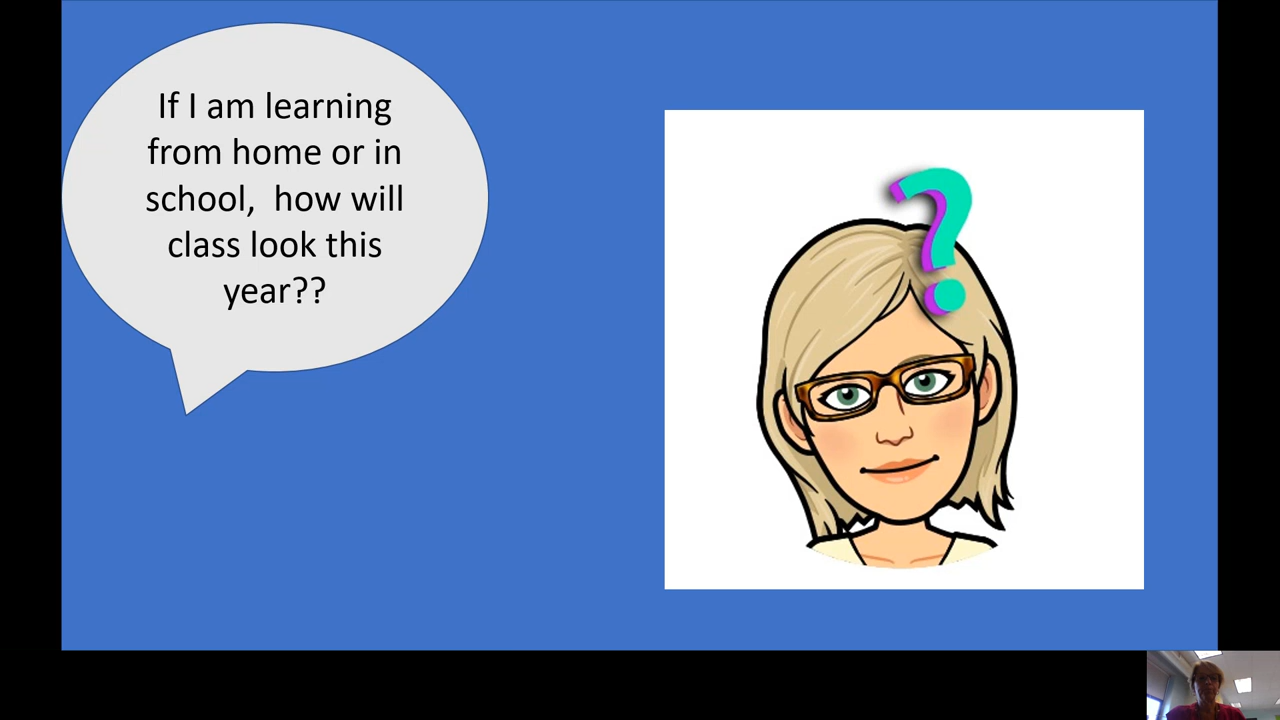 If I am learning
from home or in
school,  how will
class look this
year??
?